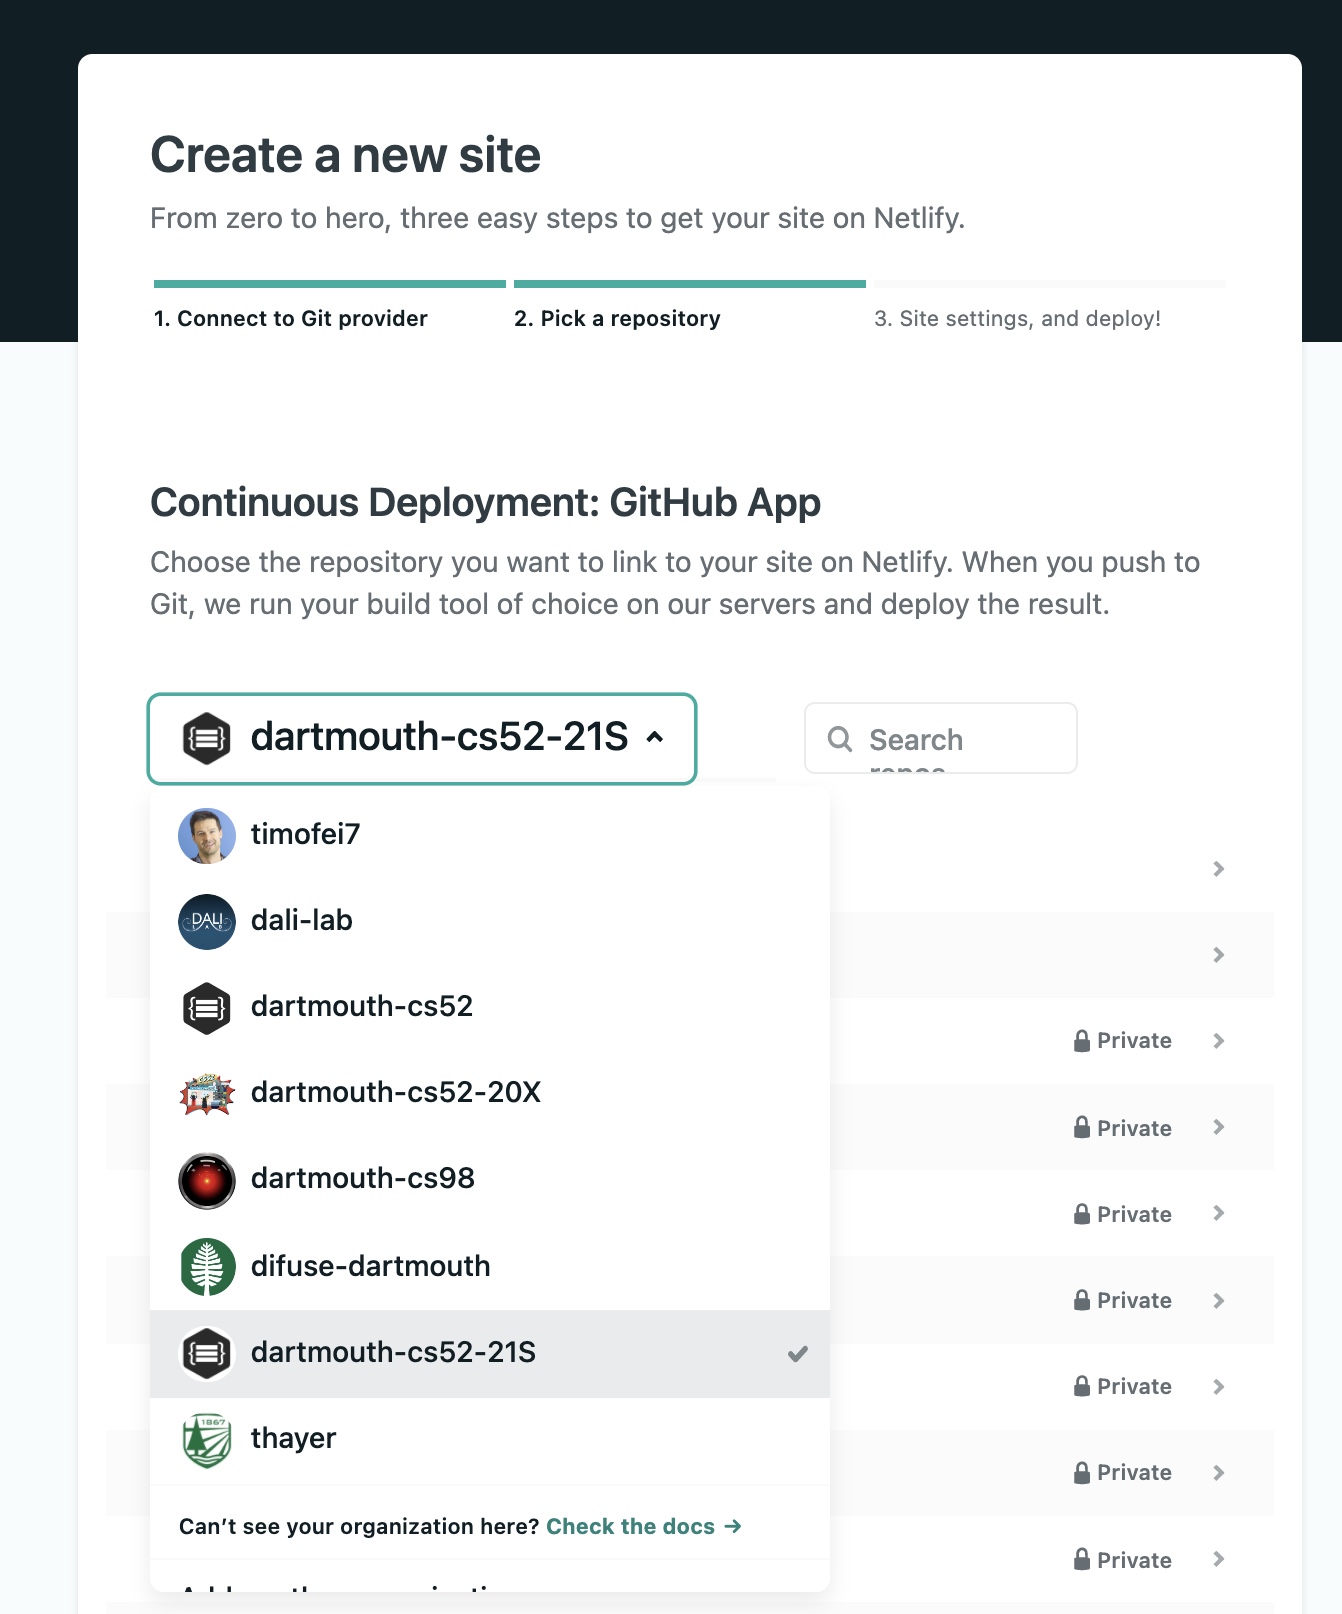 Create a new site
From zero to hero, three easy steps to get your site on Netlify.
1. Connect to Git provider
2. Pick a repository
3. Site settings, and deploy!
Continuous Deployment: GitHub App
Choose the repository you want to link to your site on Netlify. When you push to
Git, we run your build tool of choice on our servers and deploy the result.
dartmouth-cs52-21S
Search
repos
timofei7
DALI
dali-lab
dartmouth-cs52
Private
dartmouth-cs52-20X
Private
dartmouth-cs98
Private
difuse-dartmouth
Private
dartmouth-cs52-21S
Private
1867
thayer
Private
Can't see your organization here? Check the docs →
Private